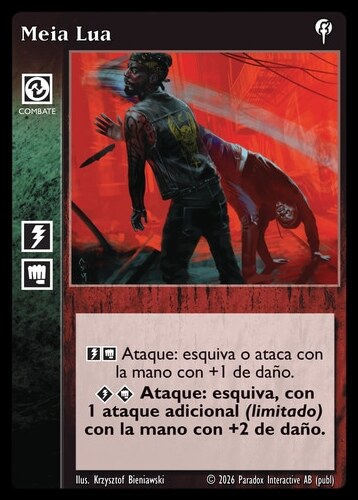 Meia Lua
COMBATE
Ataque: esquiva o ataca con
la mano con +1 de daño.
Ataque: esquiva, con
1 ataque adicional (limitado)
con la mano con +2 de daño.
Ilus. Krzysztof Bieniawski
© 2026 Paradox Interactive AB (publ)